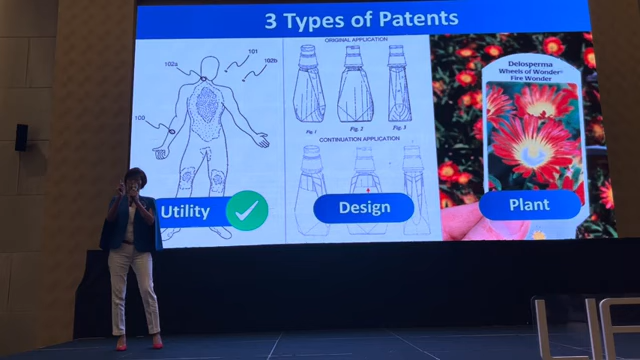 3 Types of Patents
102a
101
102b
100
Utility
ORIGINAL APPLICATION
Fig. 1
Fig. 2
Fig. 3
CONTINUATION APPLICATION
Design
Delosperma
Wheels of Wonder®
Fire Wonder
Plant